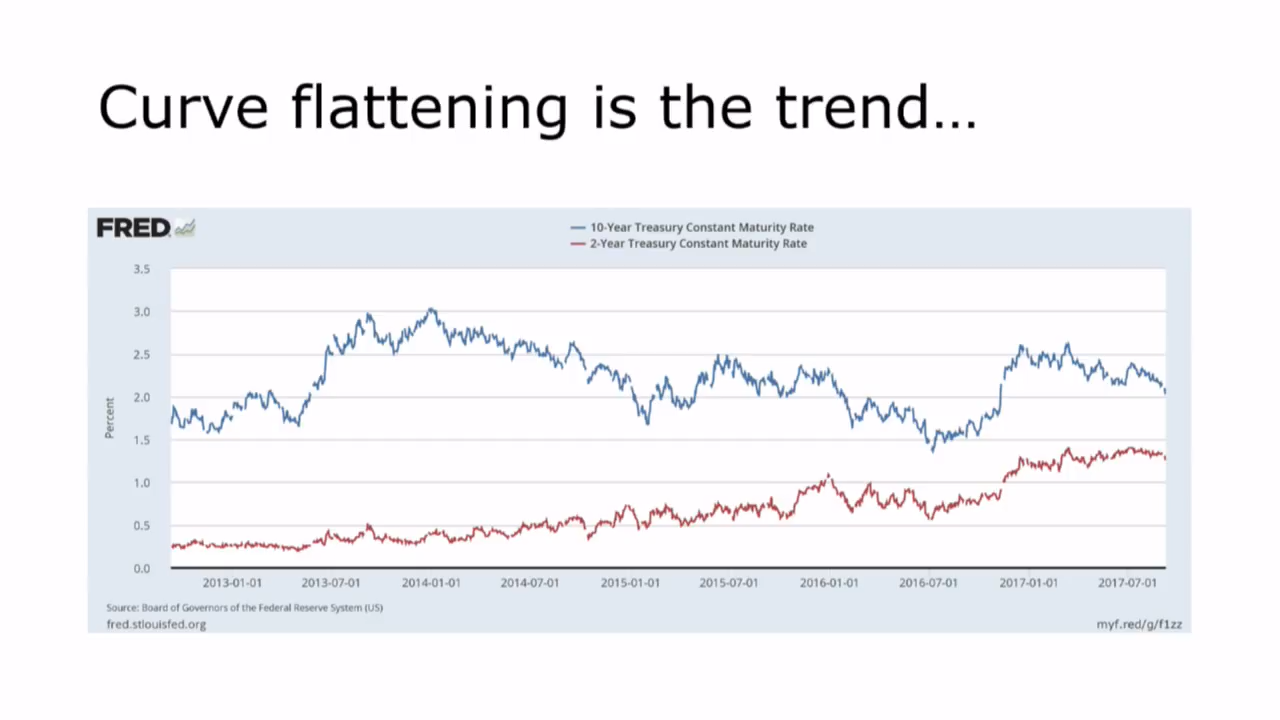 Curve flattening is the trend...
FRED
10-Year Treasury Constant Maturity Rate
2-Year Treasury Constant Maturity Rate
3.5
3.0
2.5
2.0
1.5
1.0
0.5
0.0
Percent
2013-01-01 2013-07-01 2014-01-01 2014-07-01 2015-01-01 2015-07-01 2016-01-01 2016-07-01 2017-01-01 2017-07-01
Source: Board of Governors of the Federal Reserve System (US)
fred.stlouisfed.org myf.red/g/f1zz